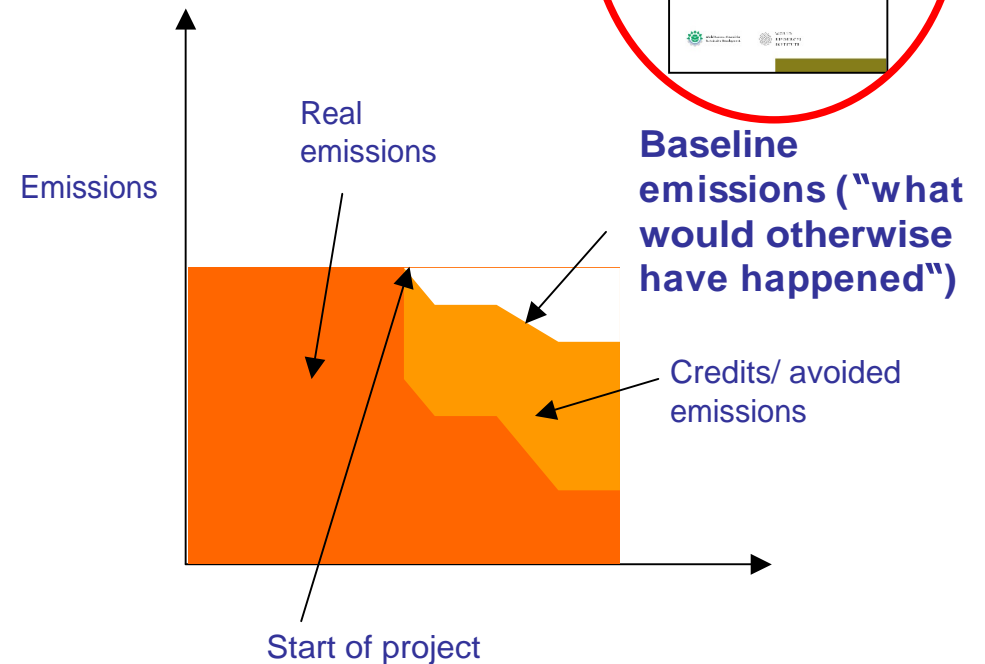 Real
emissions
Emissions
Baseline
emissions (‟what
would otherwise
have happened‟)
Credits/ avoided
emissions
Start of project